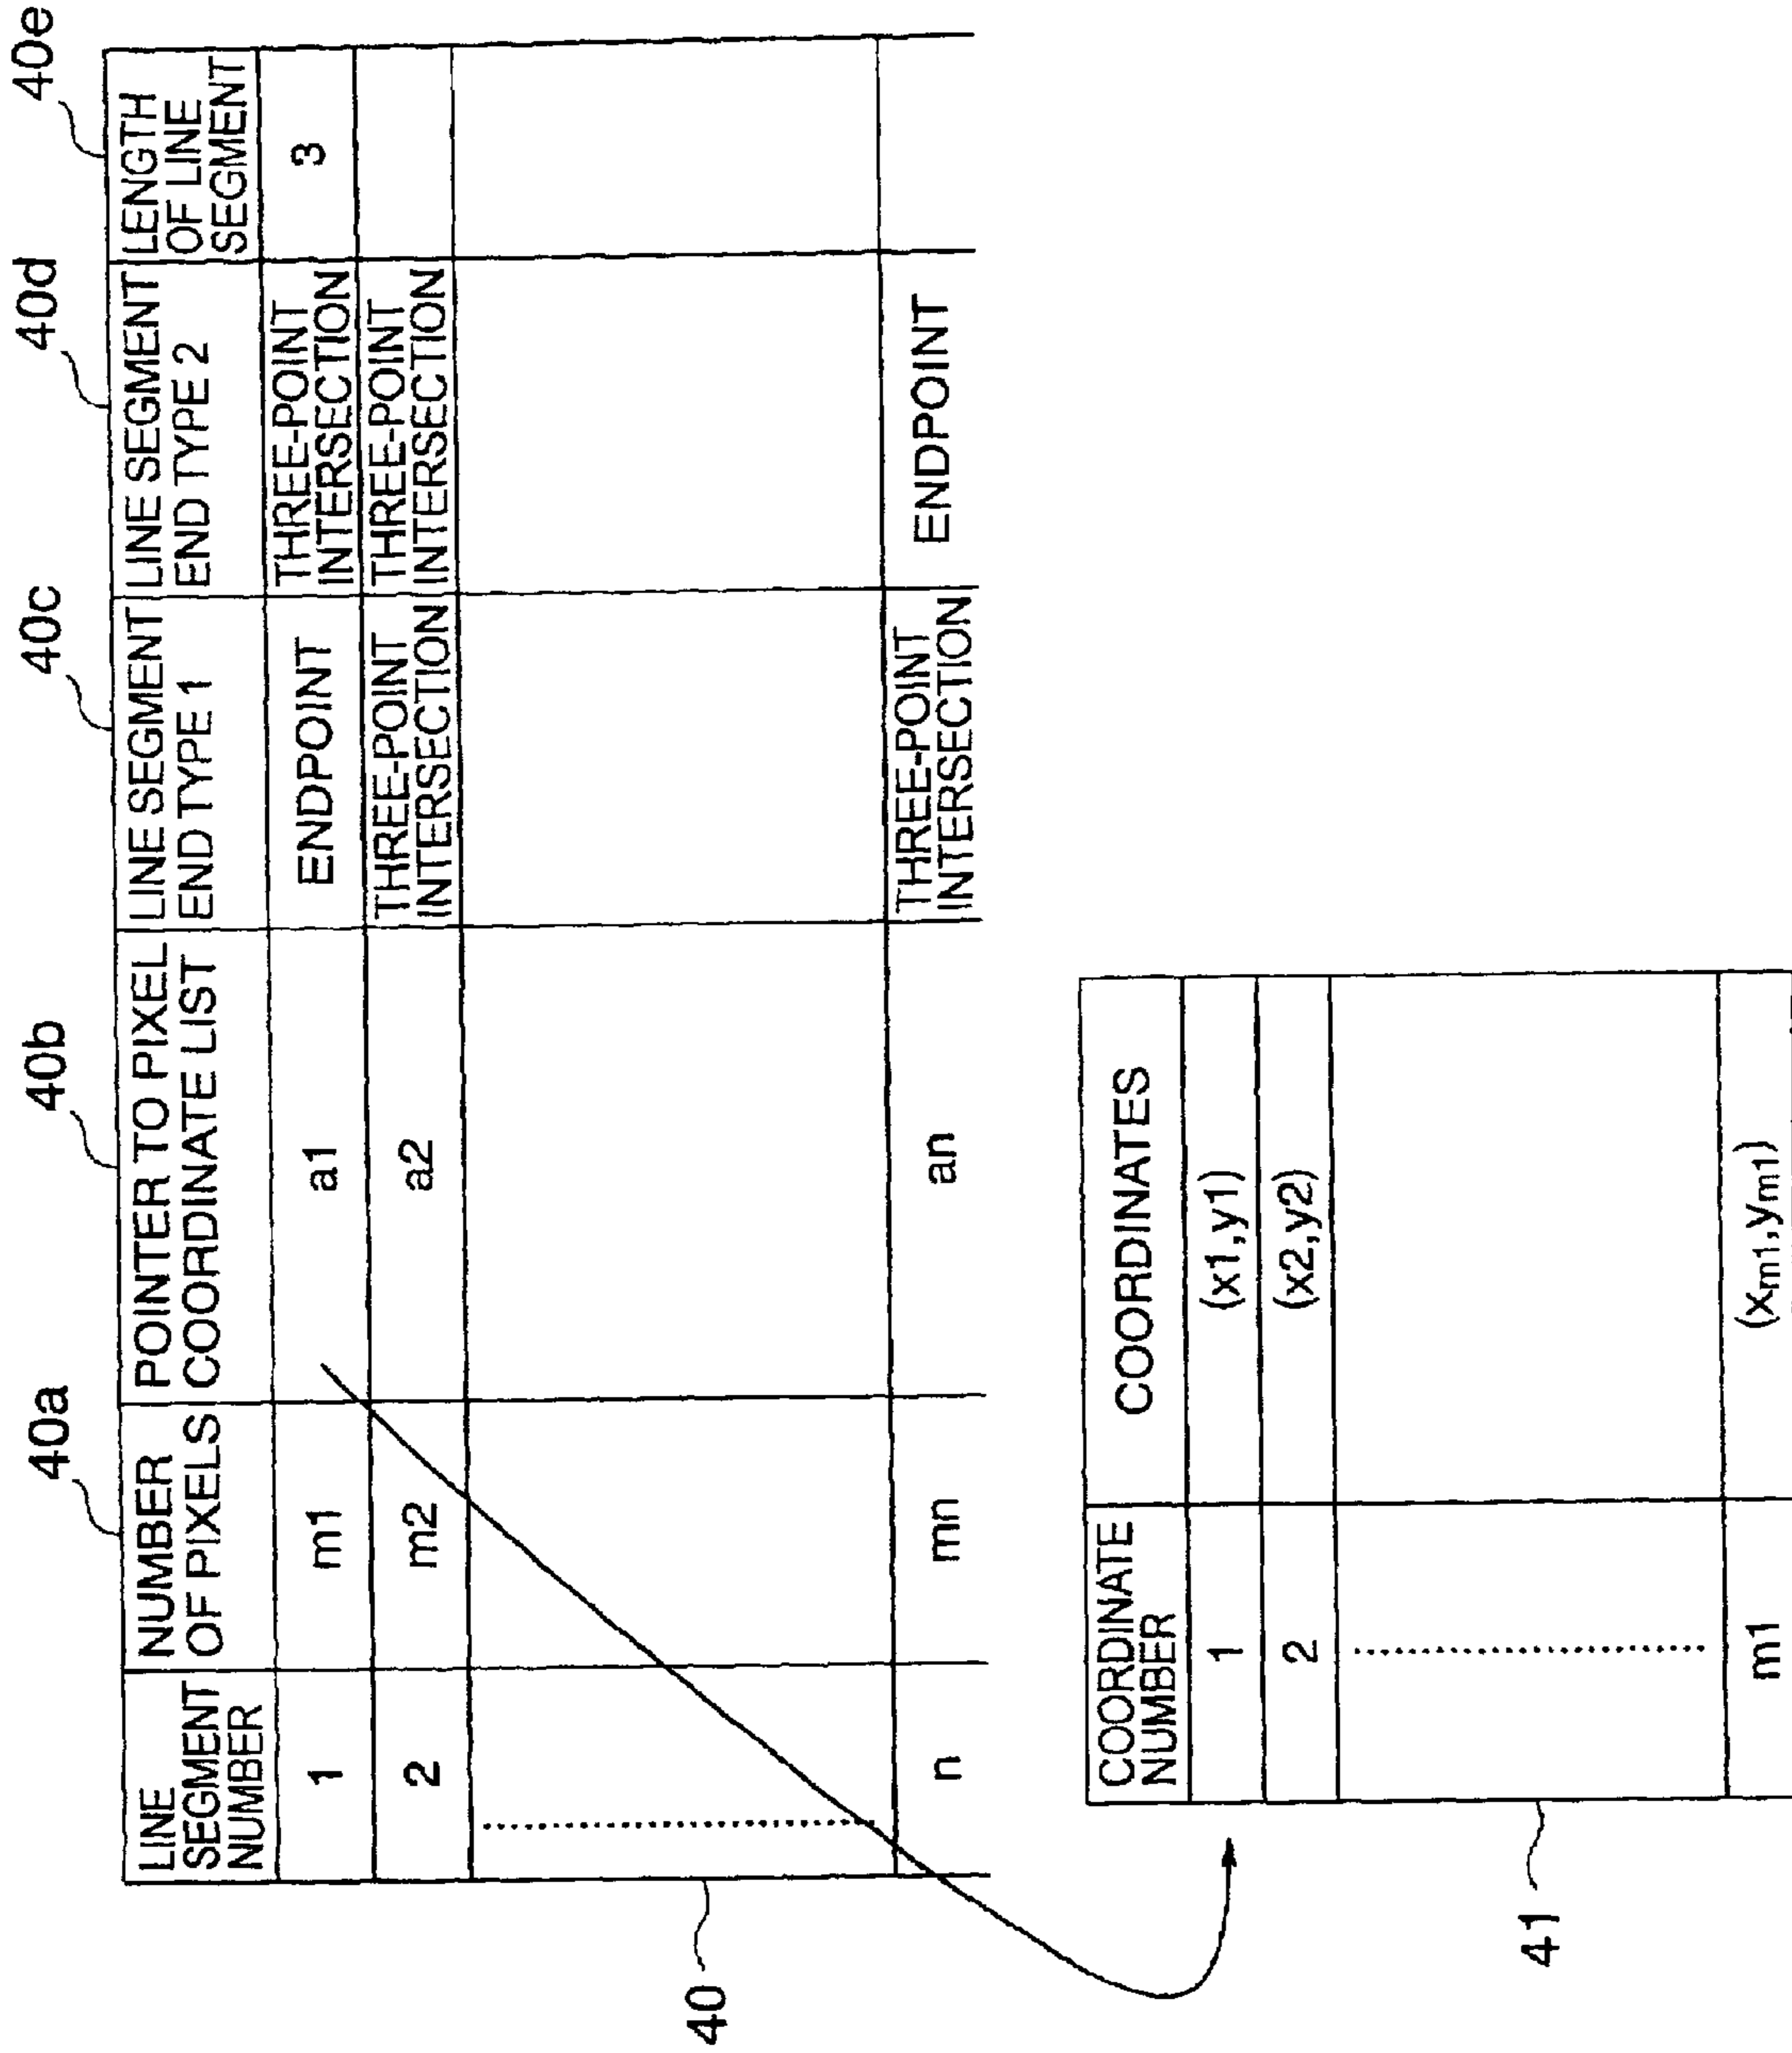 40a 40b 40c 40d 40e
LINE SEGMENT NUMBER | NUMBER OF PIXELS | POINTER TO PIXEL COORDINATE LIST | LINE SEGMENT END TYPE 1 | LINE SEGMENT END TYPE 2 | LENGTH OF LINE SEGMENT
1 | m1 | a1 | ENDPOINT | THREE-POINT INTERSECTION | 3
2 | m2 | a2 | THREE-POINT INTERSECTION | THREE-POINT INTERSECTION
n | mn | an | THREE-POINT INTERSECTION | ENDPOINT
40
COORDINATE NUMBER | COORDINATES
1 | (x1,y1)
2 | (x2,y2)
m1 | (xm1,ym1)
41